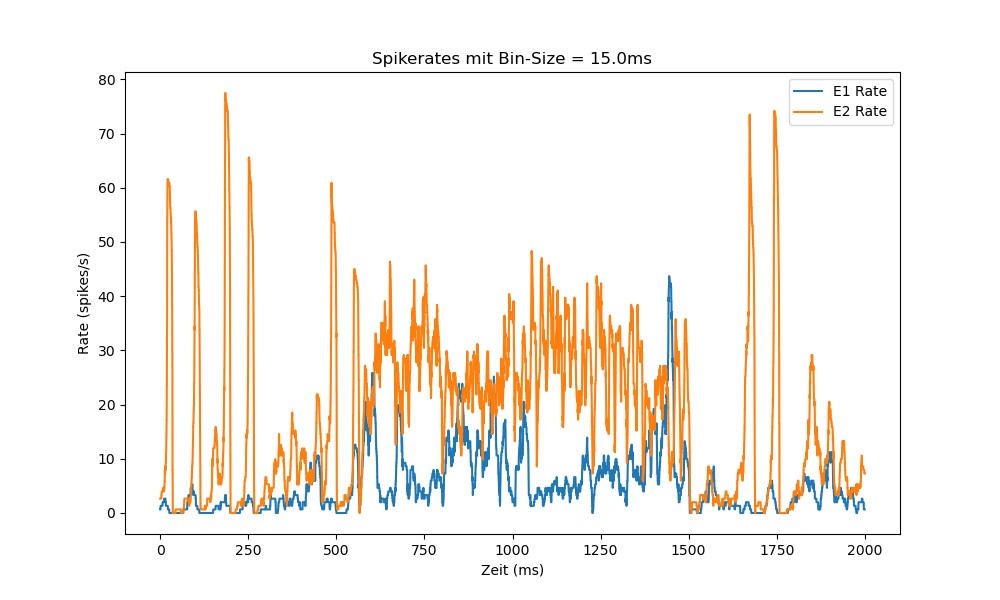 Spikerates mit Bin-Size = 15.0ms
E1 Rate
E2 Rate
80
70
60
50
40
30
20
10
0
Rate (spikes/s)
0 250 500 750 1000 1250 1500 1750 2000
Zeit (ms)